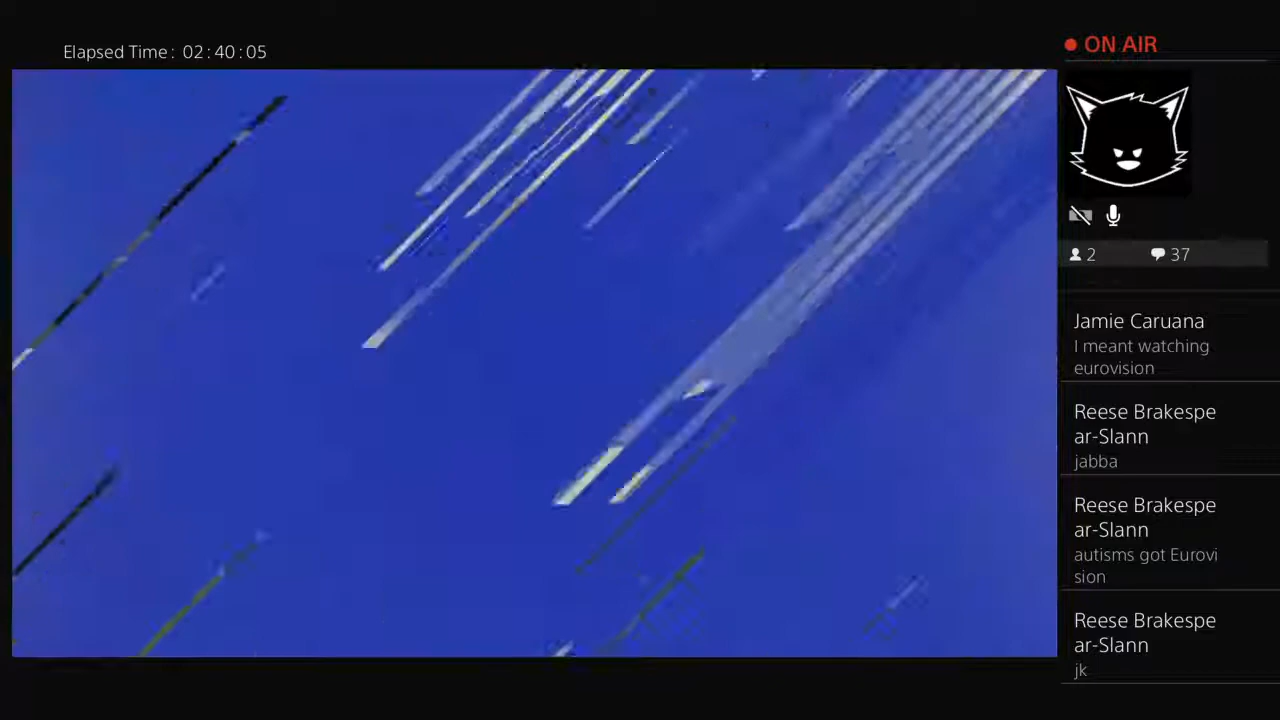 Elapsed Time: 02:40:05
ON AIR
2 37
Jamie Caruana
I meant watching
eurovision
Reese Brakespe
ar-Slann
jabba
Reese Brakespe
ar-Slann
autisms got Eurovi
sion
Reese Brakespe
ar-Slann
jk